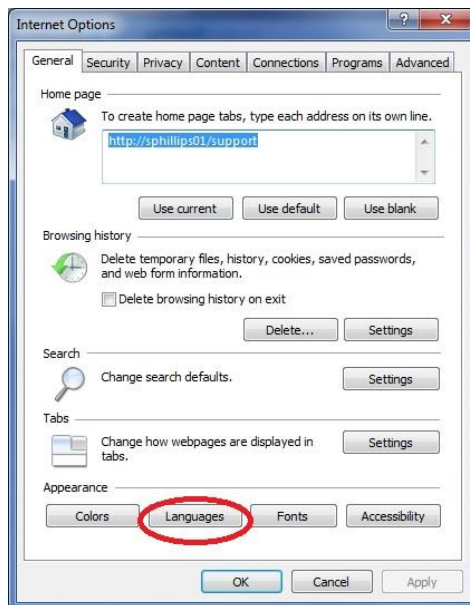 Internet Options
General Security Privacy Content Connections Programs Advanced
Home page
To create home page tabs, type each address on its own line.
http://sphillips01/support
Use current Use default Use blank
Browsing history
Delete temporary files, history, cookies, saved passwords,
and web form information.
Delete browsing history on exit
Delete... Settings
Search
Change search defaults. Settings
Tabs
Change how webpages are displayed in
tabs.
Settings
Appearance
Colors Languages Fonts Accessibility
OK Cancel Apply